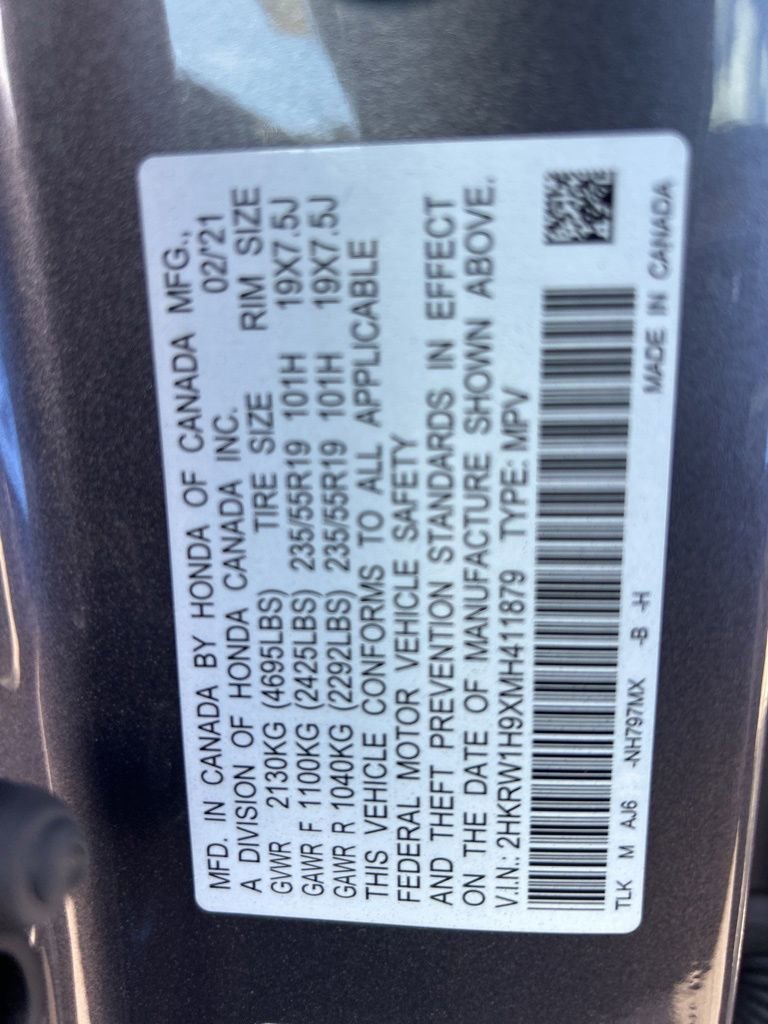 MFD. IN CANADA BY HONDA OF CANADA MFG.,
A DIVISION OF HONDA CANADA INC. 02/'21
GVWR 2130KG (4695LBS) TIRE SIZE RIM SIZE
GAWR F 1100KG (2425LBS) 235/55R19 101H 19X7.5J
GAWR R 1040KG (2292LBS) 235/55R19 101H 19X7.5J
THIS VEHICLE CONFORMS TO ALL APPLICABLE
FEDERAL MOTOR VEHICLE SAFETY
AND THEFT PREVENTION STANDARDS IN EFFECT
ON THE DATE OF MANUFACTURE SHOWN ABOVE.
V.I.N.: 2HKRW1H9XMH411879 TYPE: MPV
TLK M AJ6 -NH797MX -B -H
MADE IN CANADA